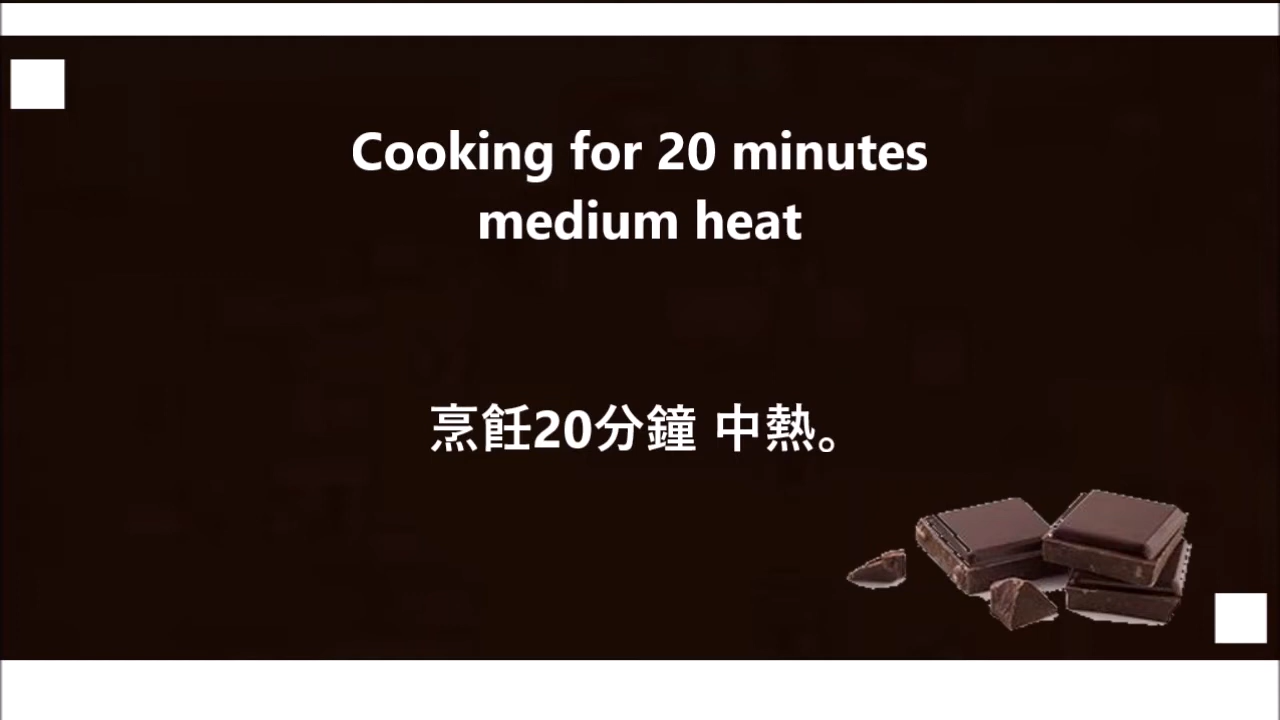 Cooking for 20 minutes
medium heat
烹飪20分鐘 中熱。